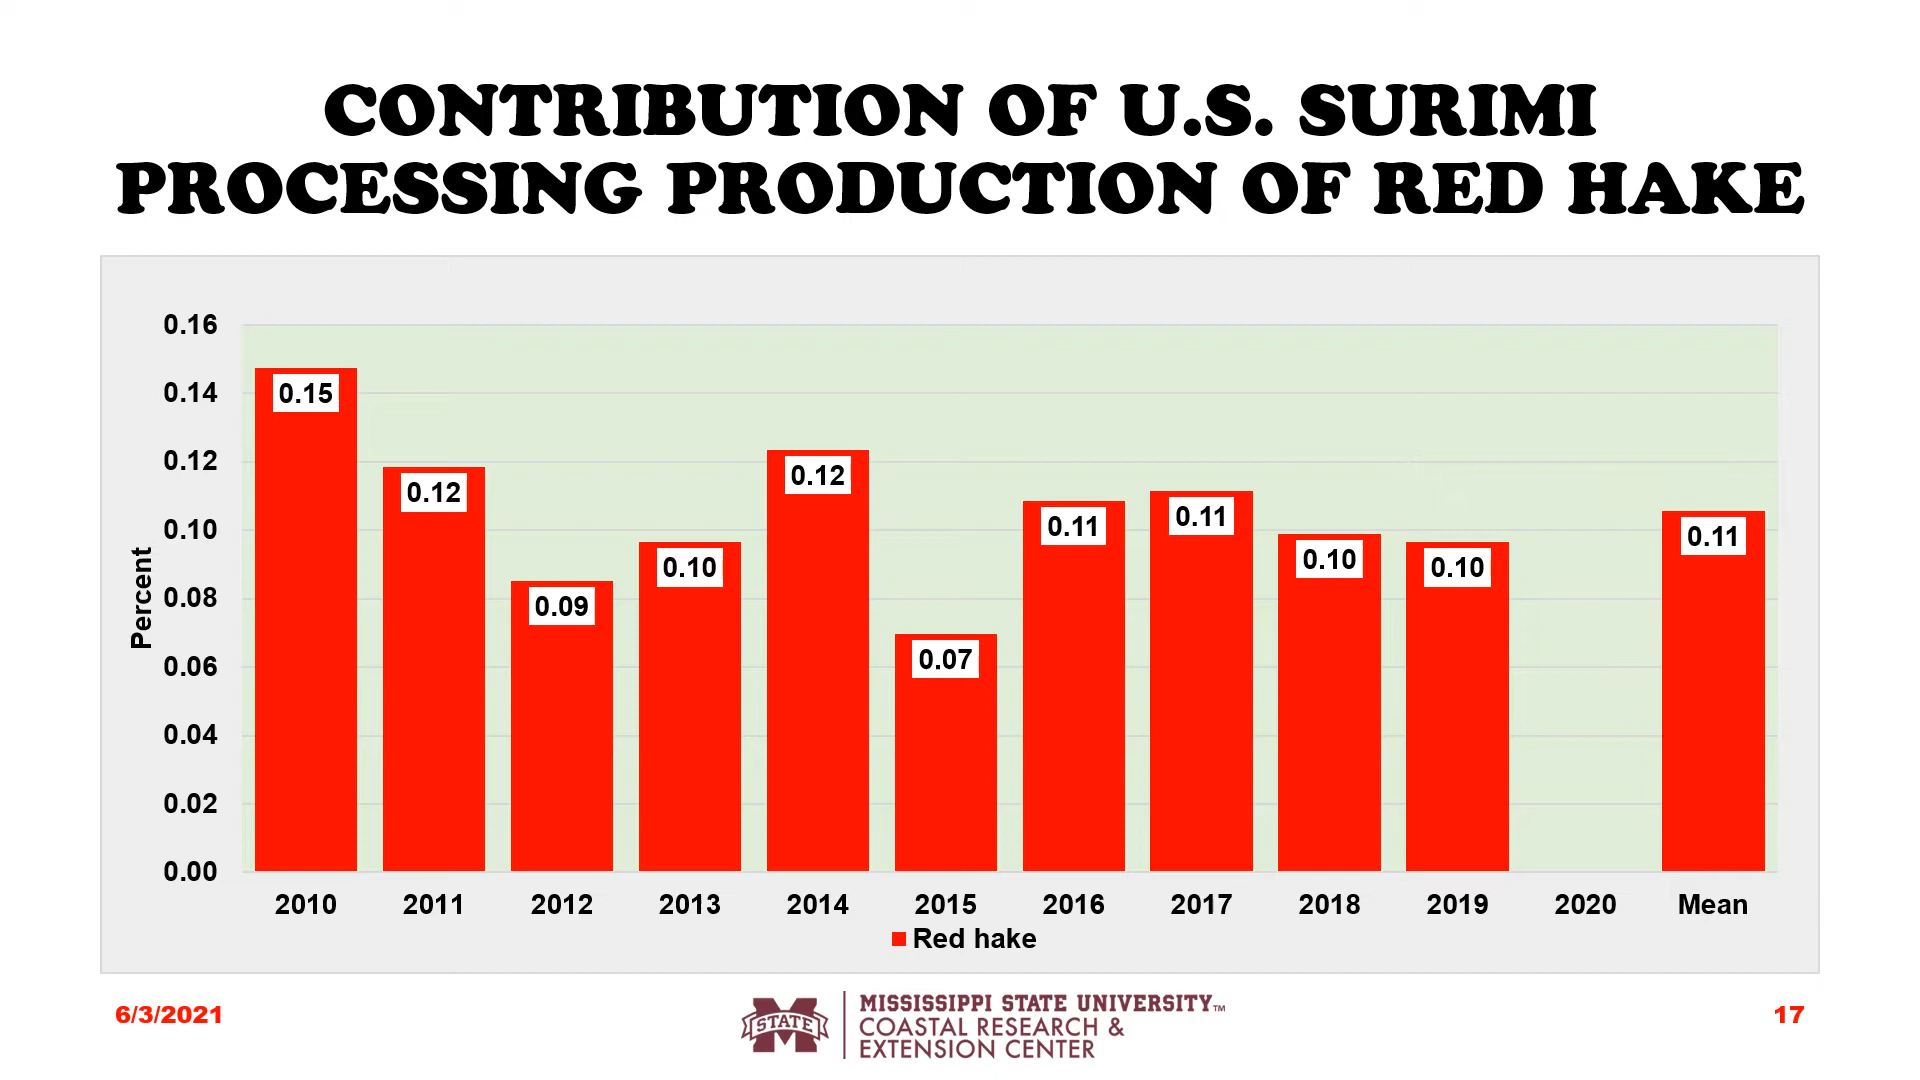 CONTRIBUTION OF U.S. SURIMI
PROCESSING PRODUCTION OF RED HAKE
0.16
0.14
0.12
0.10
0.08
0.06
0.04
0.02
0.00
Percent
0.15
0.12
0.09
0.10
0.12
0.07
0.11
0.11
0.10
0.10
0.11
2010 2011 2012 2013 2014 2015 2016 2017 2018 2019 2020 Mean
Red hake
6/3/2021
STATE
MISSISSIPPI STATE UNIVERSITY™
COASTAL RESEARCH &
EXTENSION CENTER
17